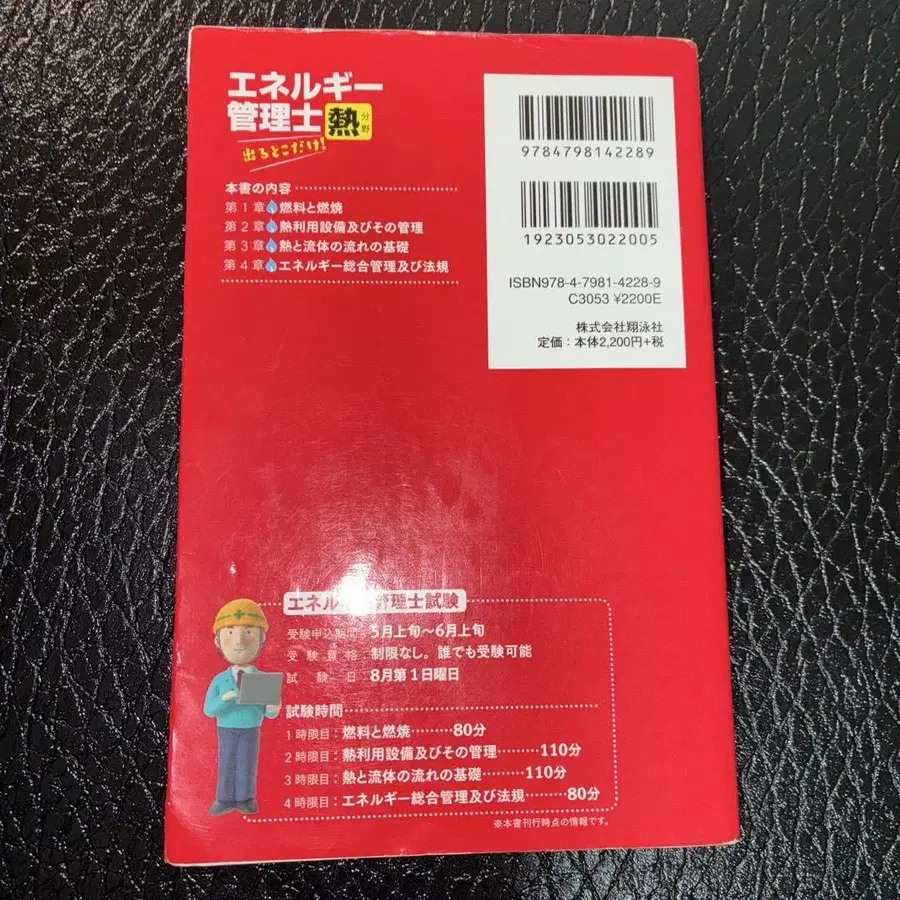 エネルギー
管理士 熱 分野
出るとこだけ!
本書の内容
第1章 燃料と燃焼
第2章 熱利用設備及びその管理
第3章 熱と流体の流れの基礎
第4章 エネルギー総合管理及び法規
9784798142289
1923053022005
ISBN978-4-7981-4228-9
C3053 ¥2200E
株式会社翔泳社
定価:本体2,200円+税
エネル 管理士試験
受験申込期間:5月上旬〜6月上旬
受験資格:制限なし。誰でも受験可能
試験日:8月第1日曜日
試験時間
1時限目:燃料と燃焼………80分
2時限目:熱利用設備及びその管理………110分
3時限目:熱と流体の流れの基礎………110分
4時限目:エネルギー総合管理及び法規………80分
※本書刊行時点の情報です。